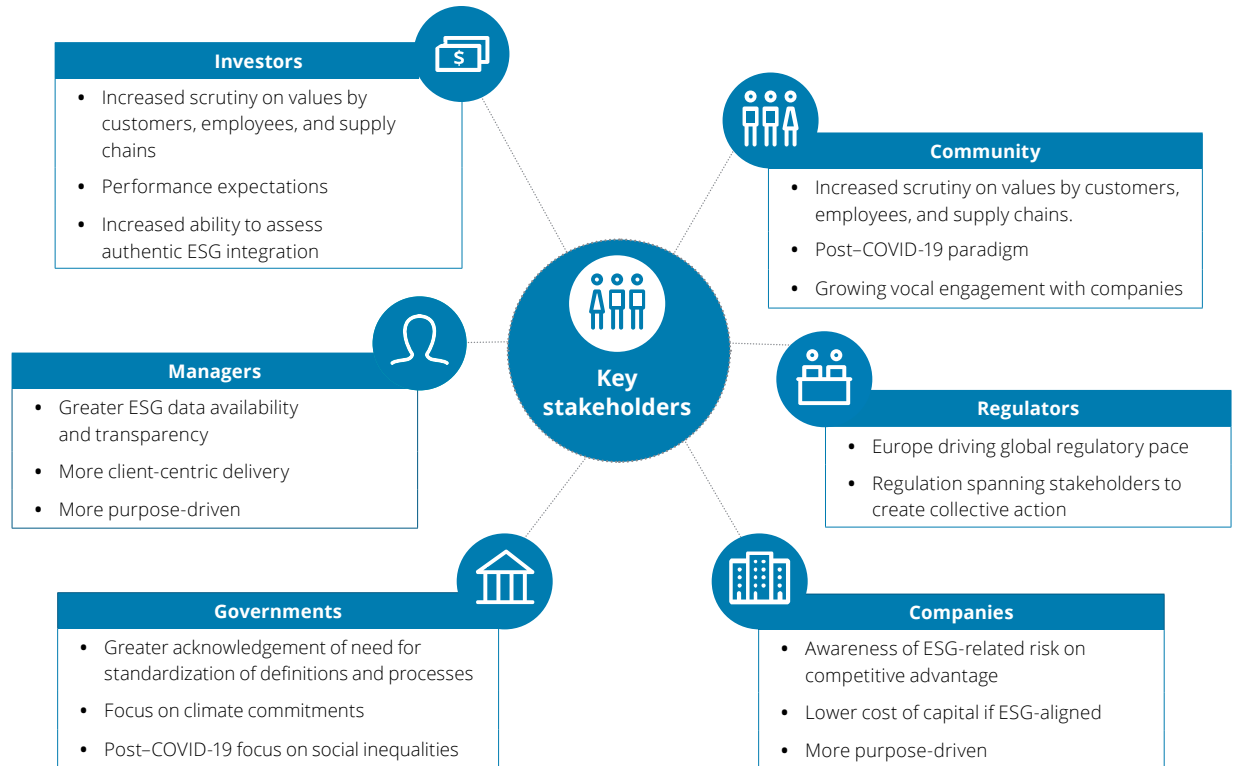 Investors
• Increased scrutiny on values by
customers, employees, and supply
chains
• Performance expectations
• Increased ability to assess
authentic ESG integration
$
Community
• Increased scrutiny on values by customers,
employees, and supply chains.
• Post–COVID-19 paradigm
• Growing vocal engagement with companies
Key
stakeholders
Managers
• Greater ESG data availability
and transparency
• More client-centric delivery
• More purpose-driven
Regulators
• Europe driving global regulatory pace
• Regulation spanning stakeholders to
create collective action
Governments
• Greater acknowledgement of need for
standardization of definitions and processes
• Focus on climate commitments
• Post–COVID-19 focus on social inequalities
Companies
• Awareness of ESG-related risk on
competitive advantage
• Lower cost of capital if ESG-aligned
• More purpose-driven